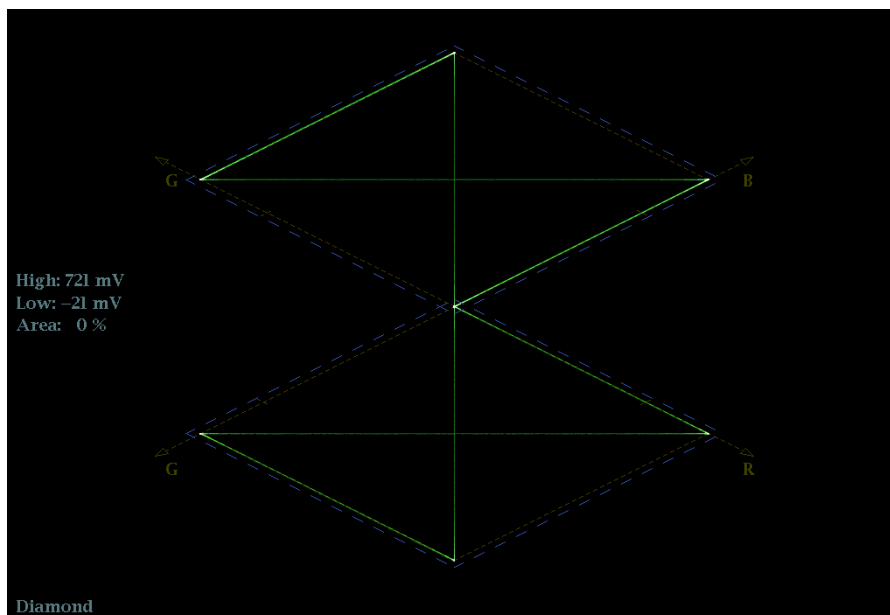 G
B
High: 721 mV
Low: −21 mV
Area: 0 %
G
R
Diamond